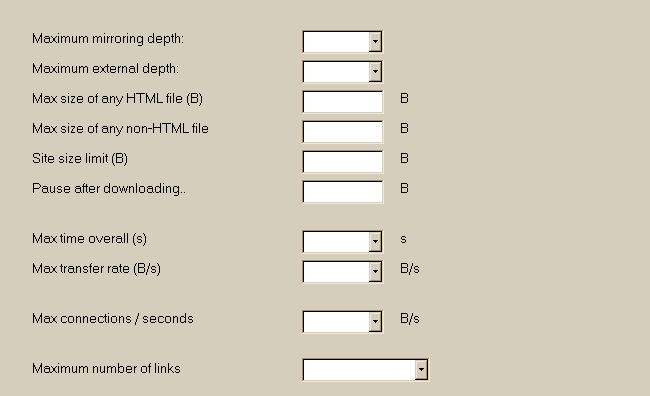 Maximum mirroring depth:
Maximum external depth:
Max size of any HTML file (B) B
Max size of any non-HTML file B
Site size limit (B) B
Pause after downloading.. B
Max time overall (s) s
Max transfer rate (B/s) B/s
Max connections / seconds B/s
Maximum number of links